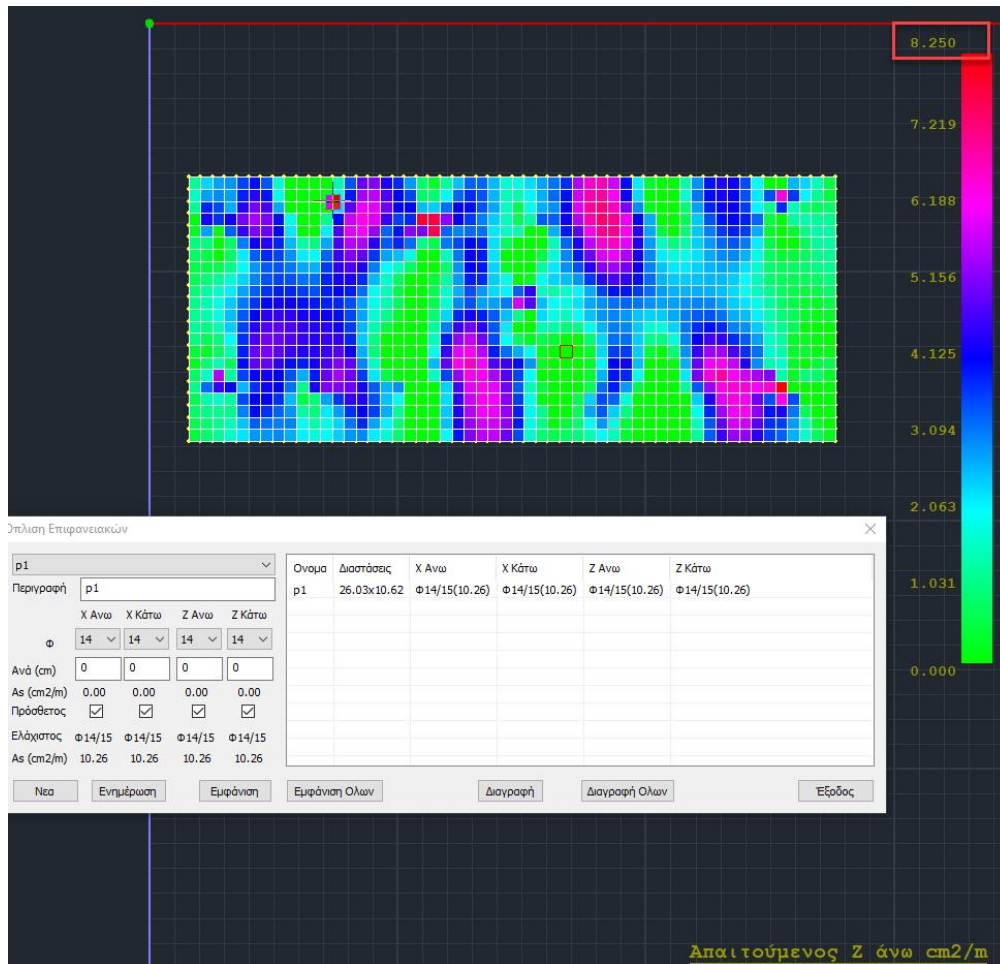 8.250
7.219
6.188
5.156
4.125
3.094
2.063
1.031
0.000
Όπλιση Επιφανειακών
p1
Περιγραφή p1
Χ Ανω Χ Κάτω Ζ Ανω Ζ Κάτω
Φ 14 14 14 14
Ανά (cm) 0 0 0 0
As (cm2/m) 0.00 0.00 0.00 0.00
Πρόσθετος
Ελάχιστος Φ14/15 Φ14/15 Φ14/15 Φ14/15
As (cm2/m) 10.26 10.26 10.26 10.26
Ονομα Διαστάσεις Χ Ανω Χ Κάτω Ζ Ανω Ζ Κάτω
p1 26.03x10.62 Φ14/15(10.26) Φ14/15(10.26) Φ14/15(10.26) Φ14/15(10.26)
Νεα Ενημέρωση Εμφάνιση Εμφάνιση Ολων Διαγραφή Διαγραφή Ολων Έξοδος
Απαιτούμενος Ζ άνω cm2/m